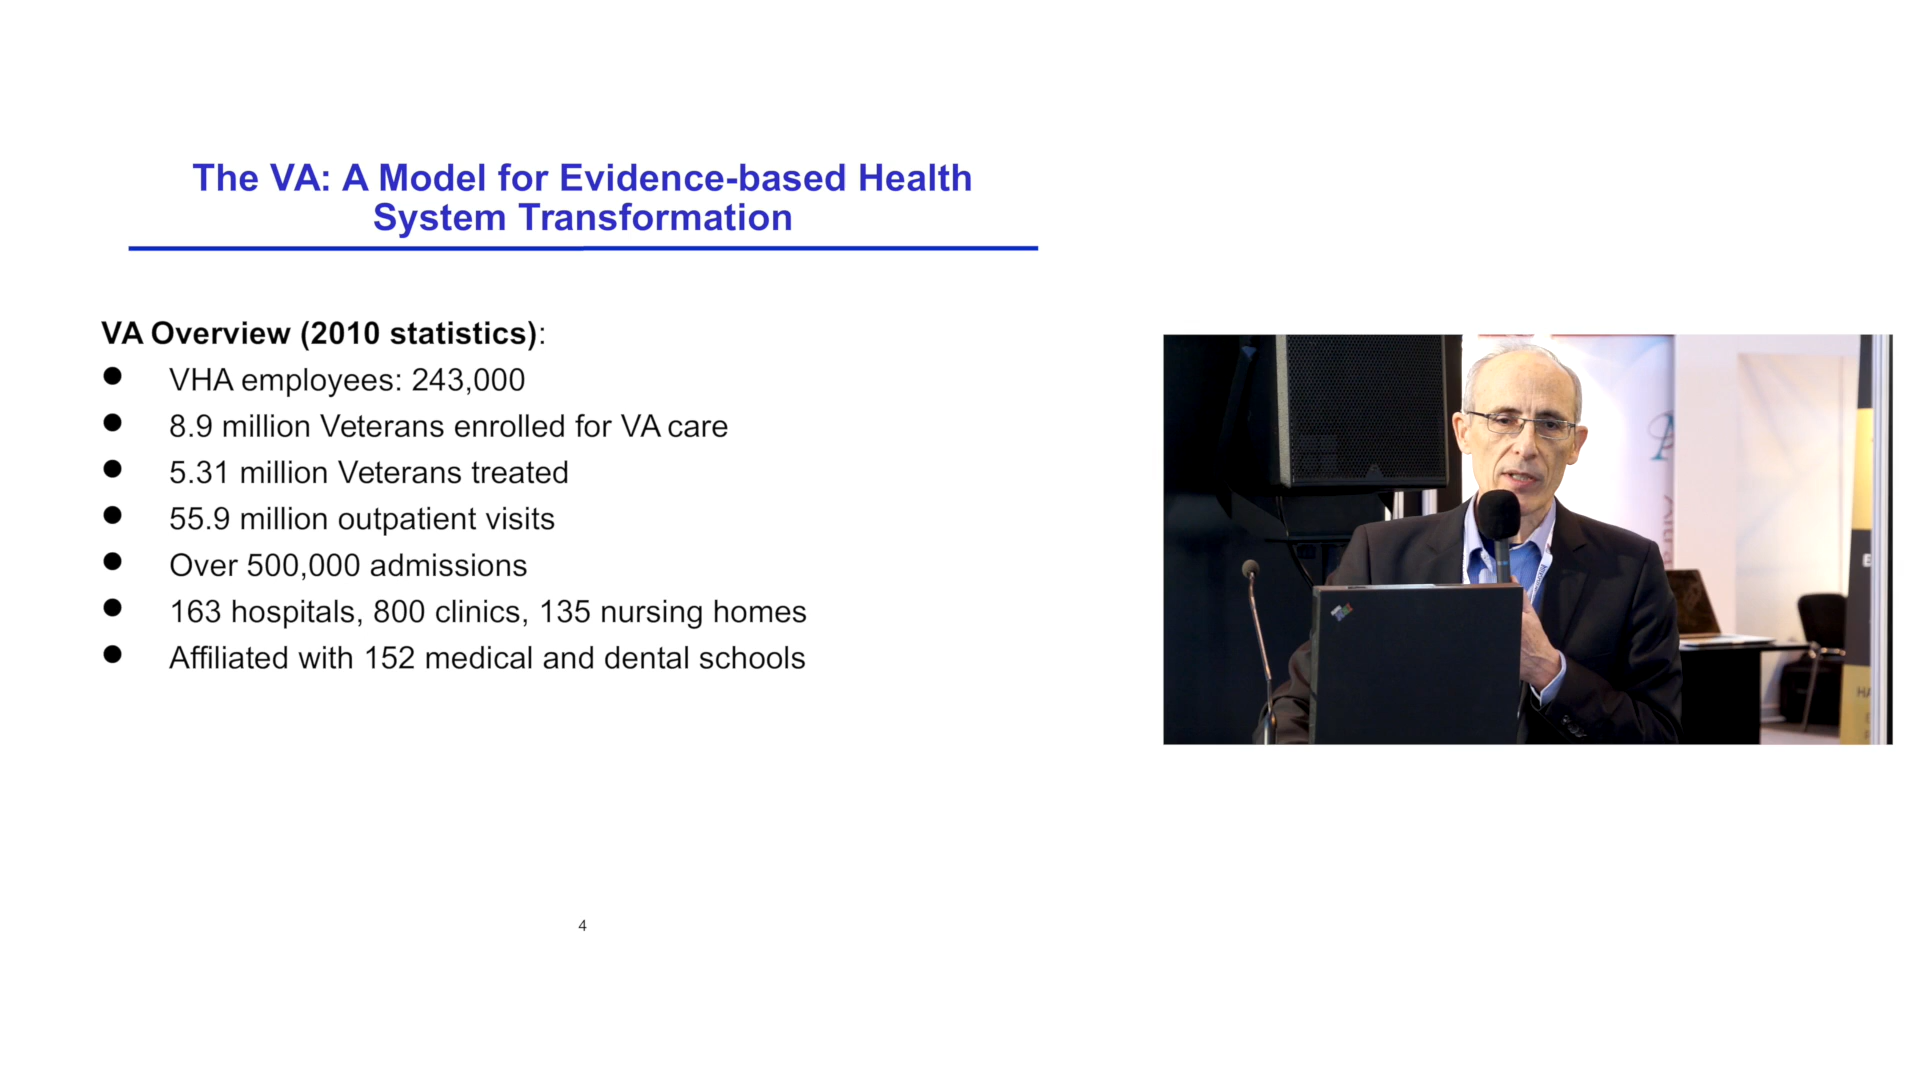 The VA: A Model for Evidence-based Health
System Transformation
VA Overview (2010 statistics):
● VHA employees: 243,000
● 8.9 million Veterans enrolled for VA care
● 5.31 million Veterans treated
● 55.9 million outpatient visits
● Over 500,000 admissions
● 163 hospitals, 800 clinics, 135 nursing homes
● Affiliated with 152 medical and dental schools
4